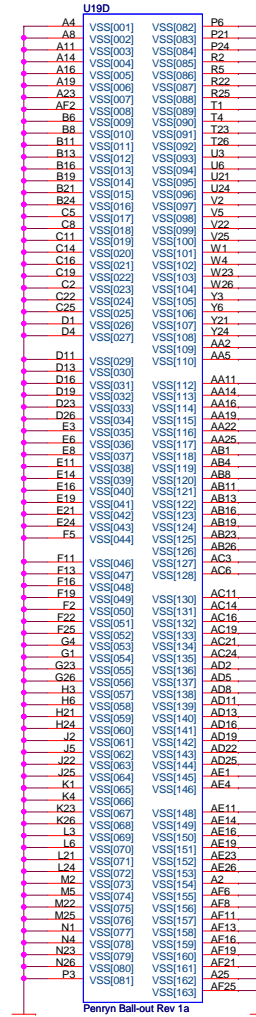 U19D
A4 VSS[001] VSS[082] P6
A8 VSS[002] VSS[083] P21
A11 VSS[003] VSS[084] P24
A14 VSS[004] VSS[085] R2
A16 VSS[005] VSS[086] R5
A19 VSS[006] VSS[087] R22
A23 VSS[007] VSS[088] R25
AF2 VSS[008] VSS[089] T1
B6 VSS[009] VSS[090] T4
B8 VSS[010] VSS[091] T23
B11 VSS[011] VSS[092] T26
B13 VSS[012] VSS[093] U3
B16 VSS[013] VSS[094] U6
B19 VSS[014] VSS[095] U21
B21 VSS[015] VSS[096] U24
B24 VSS[016] VSS[097] V2
C5 VSS[017] VSS[098] V5
C8 VSS[018] VSS[099] V22
C11 VSS[019] VSS[100] V25
C14 VSS[020] VSS[101] W1
C16 VSS[021] VSS[102] W4
C19 VSS[022] VSS[103] W23
C2 VSS[023] VSS[104] W26
C22 VSS[024] VSS[105] Y3
C25 VSS[025] VSS[106] Y6
D1 VSS[026] VSS[107] Y21
D4 VSS[027] VSS[108] Y24
VSS[109] AA2
D11 VSS[029] VSS[110] AA5
D13 VSS[030]
D16 VSS[031] VSS[112] AA11
D19 VSS[032] VSS[113] AA14
D23 VSS[033] VSS[114] AA16
D26 VSS[034] VSS[115] AA19
E3 VSS[035] VSS[116] AA22
E6 VSS[036] VSS[117] AA25
E8 VSS[037] VSS[118] AB1
E11 VSS[038] VSS[119] AB4
E14 VSS[039] VSS[120] AB8
E16 VSS[040] VSS[121] AB11
E19 VSS[041] VSS[122] AB13
E21 VSS[042] VSS[123] AB16
E24 VSS[043] VSS[124] AB19
F5 VSS[044] VSS[125] AB23
VSS[126] AB26
F11 VSS[046] VSS[127] AC3
F13 VSS[047] VSS[128] AC6
F16 VSS[048]
F19 VSS[049] VSS[130] AC11
F2 VSS[050] VSS[131] AC14
F22 VSS[051] VSS[132] AC16
F25 VSS[052] VSS[133] AC19
G4 VSS[053] VSS[134] AC21
G1 VSS[054] VSS[135] AC24
G23 VSS[055] VSS[136] AD2
G26 VSS[056] VSS[137] AD5
H3 VSS[057] VSS[138] AD8
H6 VSS[058] VSS[139] AD11
H21 VSS[059] VSS[140] AD13
H24 VSS[060] VSS[141] AD16
J2 VSS[061] VSS[142] AD19
J5 VSS[062] VSS[143] AD22
J22 VSS[063] VSS[144] AD25
J25 VSS[064] VSS[145] AE1
K1 VSS[065] VSS[146] AE4
K4 VSS[066]
K23 VSS[067] VSS[148] AE11
K26 VSS[068] VSS[149] AE14
L3 VSS[069] VSS[150] AE16
L6 VSS[070] VSS[151] AE19
L21 VSS[071] VSS[152] AE23
L24 VSS[072] VSS[153] AE26
M2 VSS[073] VSS[154] A2
M5 VSS[074] VSS[155] AF6
M22 VSS[075] VSS[156] AF8
M25 VSS[076] VSS[157] AF11
N1 VSS[077] VSS[158] AF13
N4 VSS[078] VSS[159] AF16
N23 VSS[079] VSS[160] AF19
N26 VSS[080] VSS[161] AF21
P3 VSS[081] VSS[162] A25
VSS[163] AF25
Penryn Ball-out Rev 1a